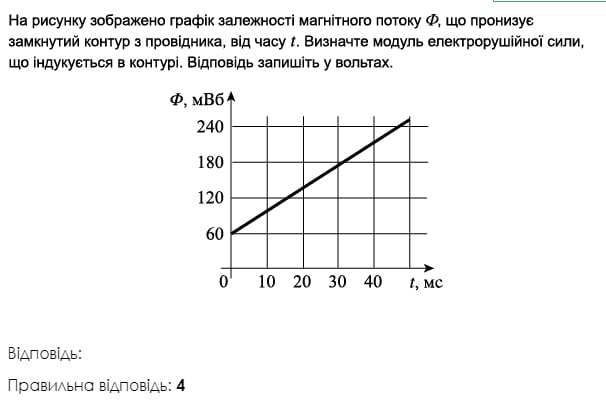 На рисунку зображено графік залежності магнітного потоку Ф, що пронизує
замкнутий контур з провідника, від часу t. Визначте модуль електрорушійної сили,
що індукується в контурі. Відповідь запишіть у вольтах.
Ф, мВб
240
180
120
60
0 10 20 30 40 t, мс
Відповідь:
Правильна відповідь: 4